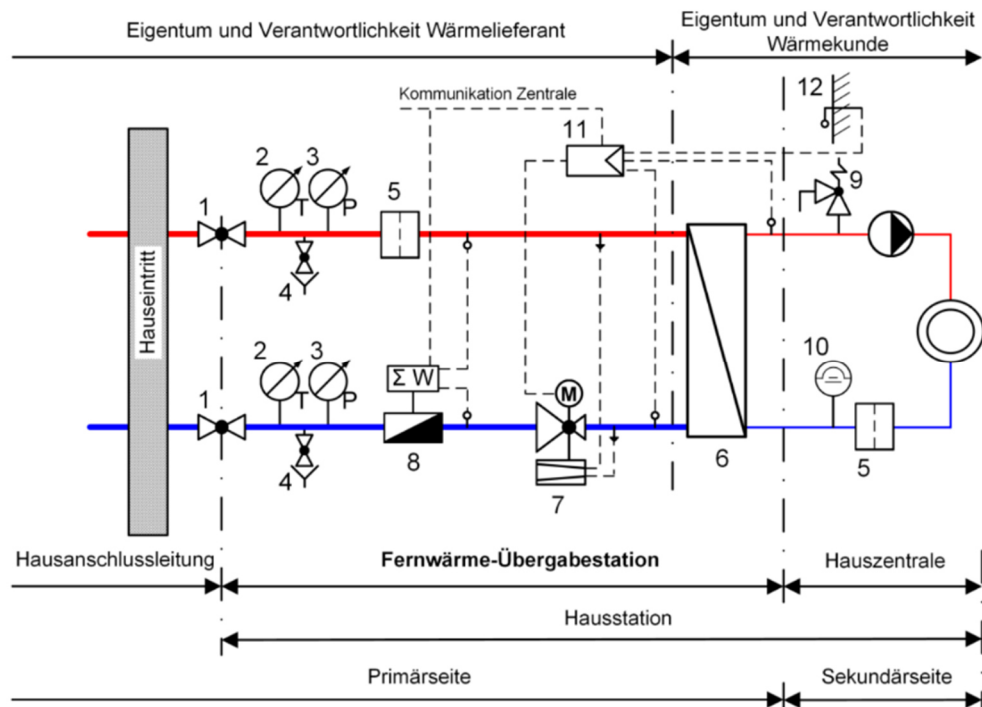 Eigentum und Verantwortlichkeit Wärmelieferant
Eigentum und Verantwortlichkeit
Wärmekunde
Kommunikation Zentrale
12
11
2
3
5
9
1
T
P
4
Hauseintritt
2
3
10
1
T
P
Σ W
M
4
8
7
6
5
Hausanschlussleitung
Fernwärme-Übergabestation
Hauszentrale
Hausstation
Primärseite
Sekundärseite